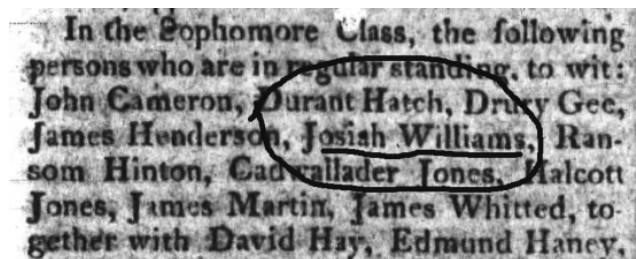 In the Sophomore Class, the following
persons who are in regular standing, to wit:
John Cameron, Durant Hatch, Drury Gee,
James Henderson, Josiah Williams, Ran-
som Hinton, Cadwallader Jones, Halcott
Jones, James Martin, James Whitted, to-
gether with David Hay, Edmund Haney,